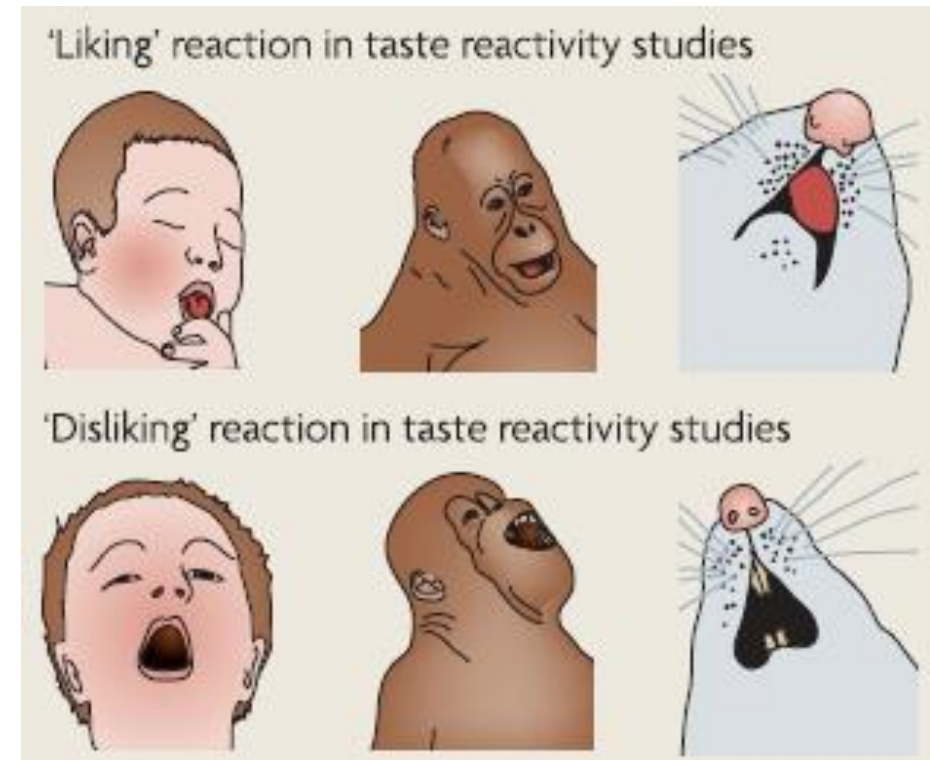 ‘Liking’ reaction in taste reactivity studies
‘Disliking’ reaction in taste reactivity studies